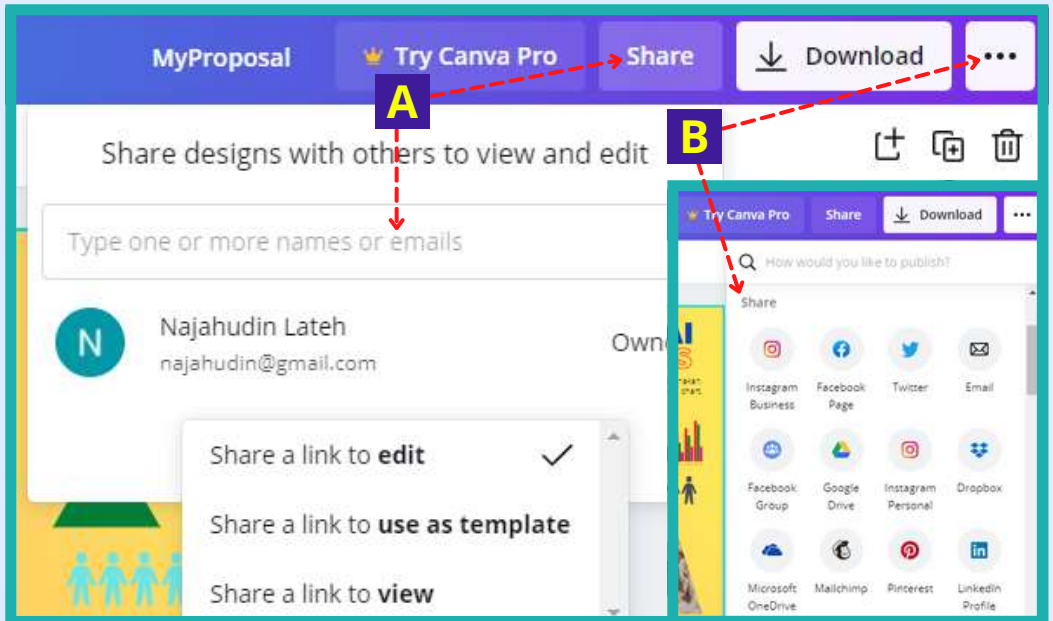 MyProposal
Try Canva Pro
Share
Download
A
B
Share designs with others to view and edit
Type one or more names or emails
N
Najahudin Lateh
najahudin@gmail.com
Own
Share a link to edit
Share a link to use as template
Share a link to view
Try Canva Pro
Share
Download
How would you like to publish?
Share
Instagram
Business
Facebook
Page
Twitter
Email
Facebook
Group
Google
Drive
Instagram
Personal
Dropbox
Microsoft
OneDrive
Mailchimp
Pinterest
LinkedIn
Profile
AI
S